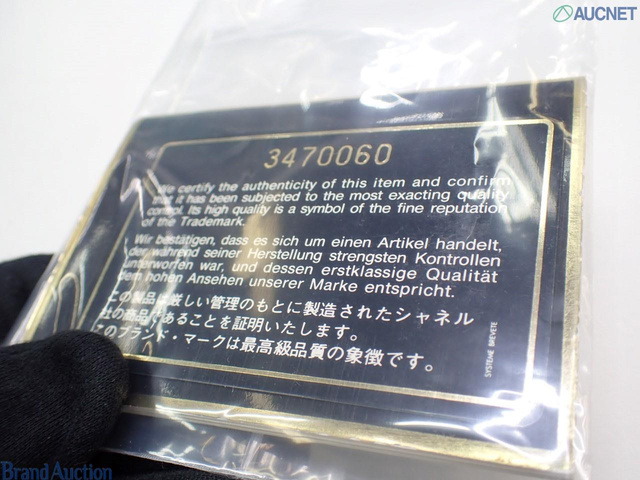 AUCNET
3470060
We certify the authenticity of this item and confirm
that it has been subjected to the most exacting quality
control. Its high quality is a symbol of the fine reputation
of the Trademark.
Wir bestätigen, dass es sich um einen Artikel handelt,
der während seiner Herstellung strengsten Kontrollen
unterworfen war, und dessen erstklassige Qualität
dem hohen Ansehen unserer Marke entspricht.
この製品は厳しい管理のもとに製造されたシャネル
社の商品であることを証明いたします。
このブランド・マークは最高級品質の象徴です。
SYSTEME BREVETE
Brand Auction